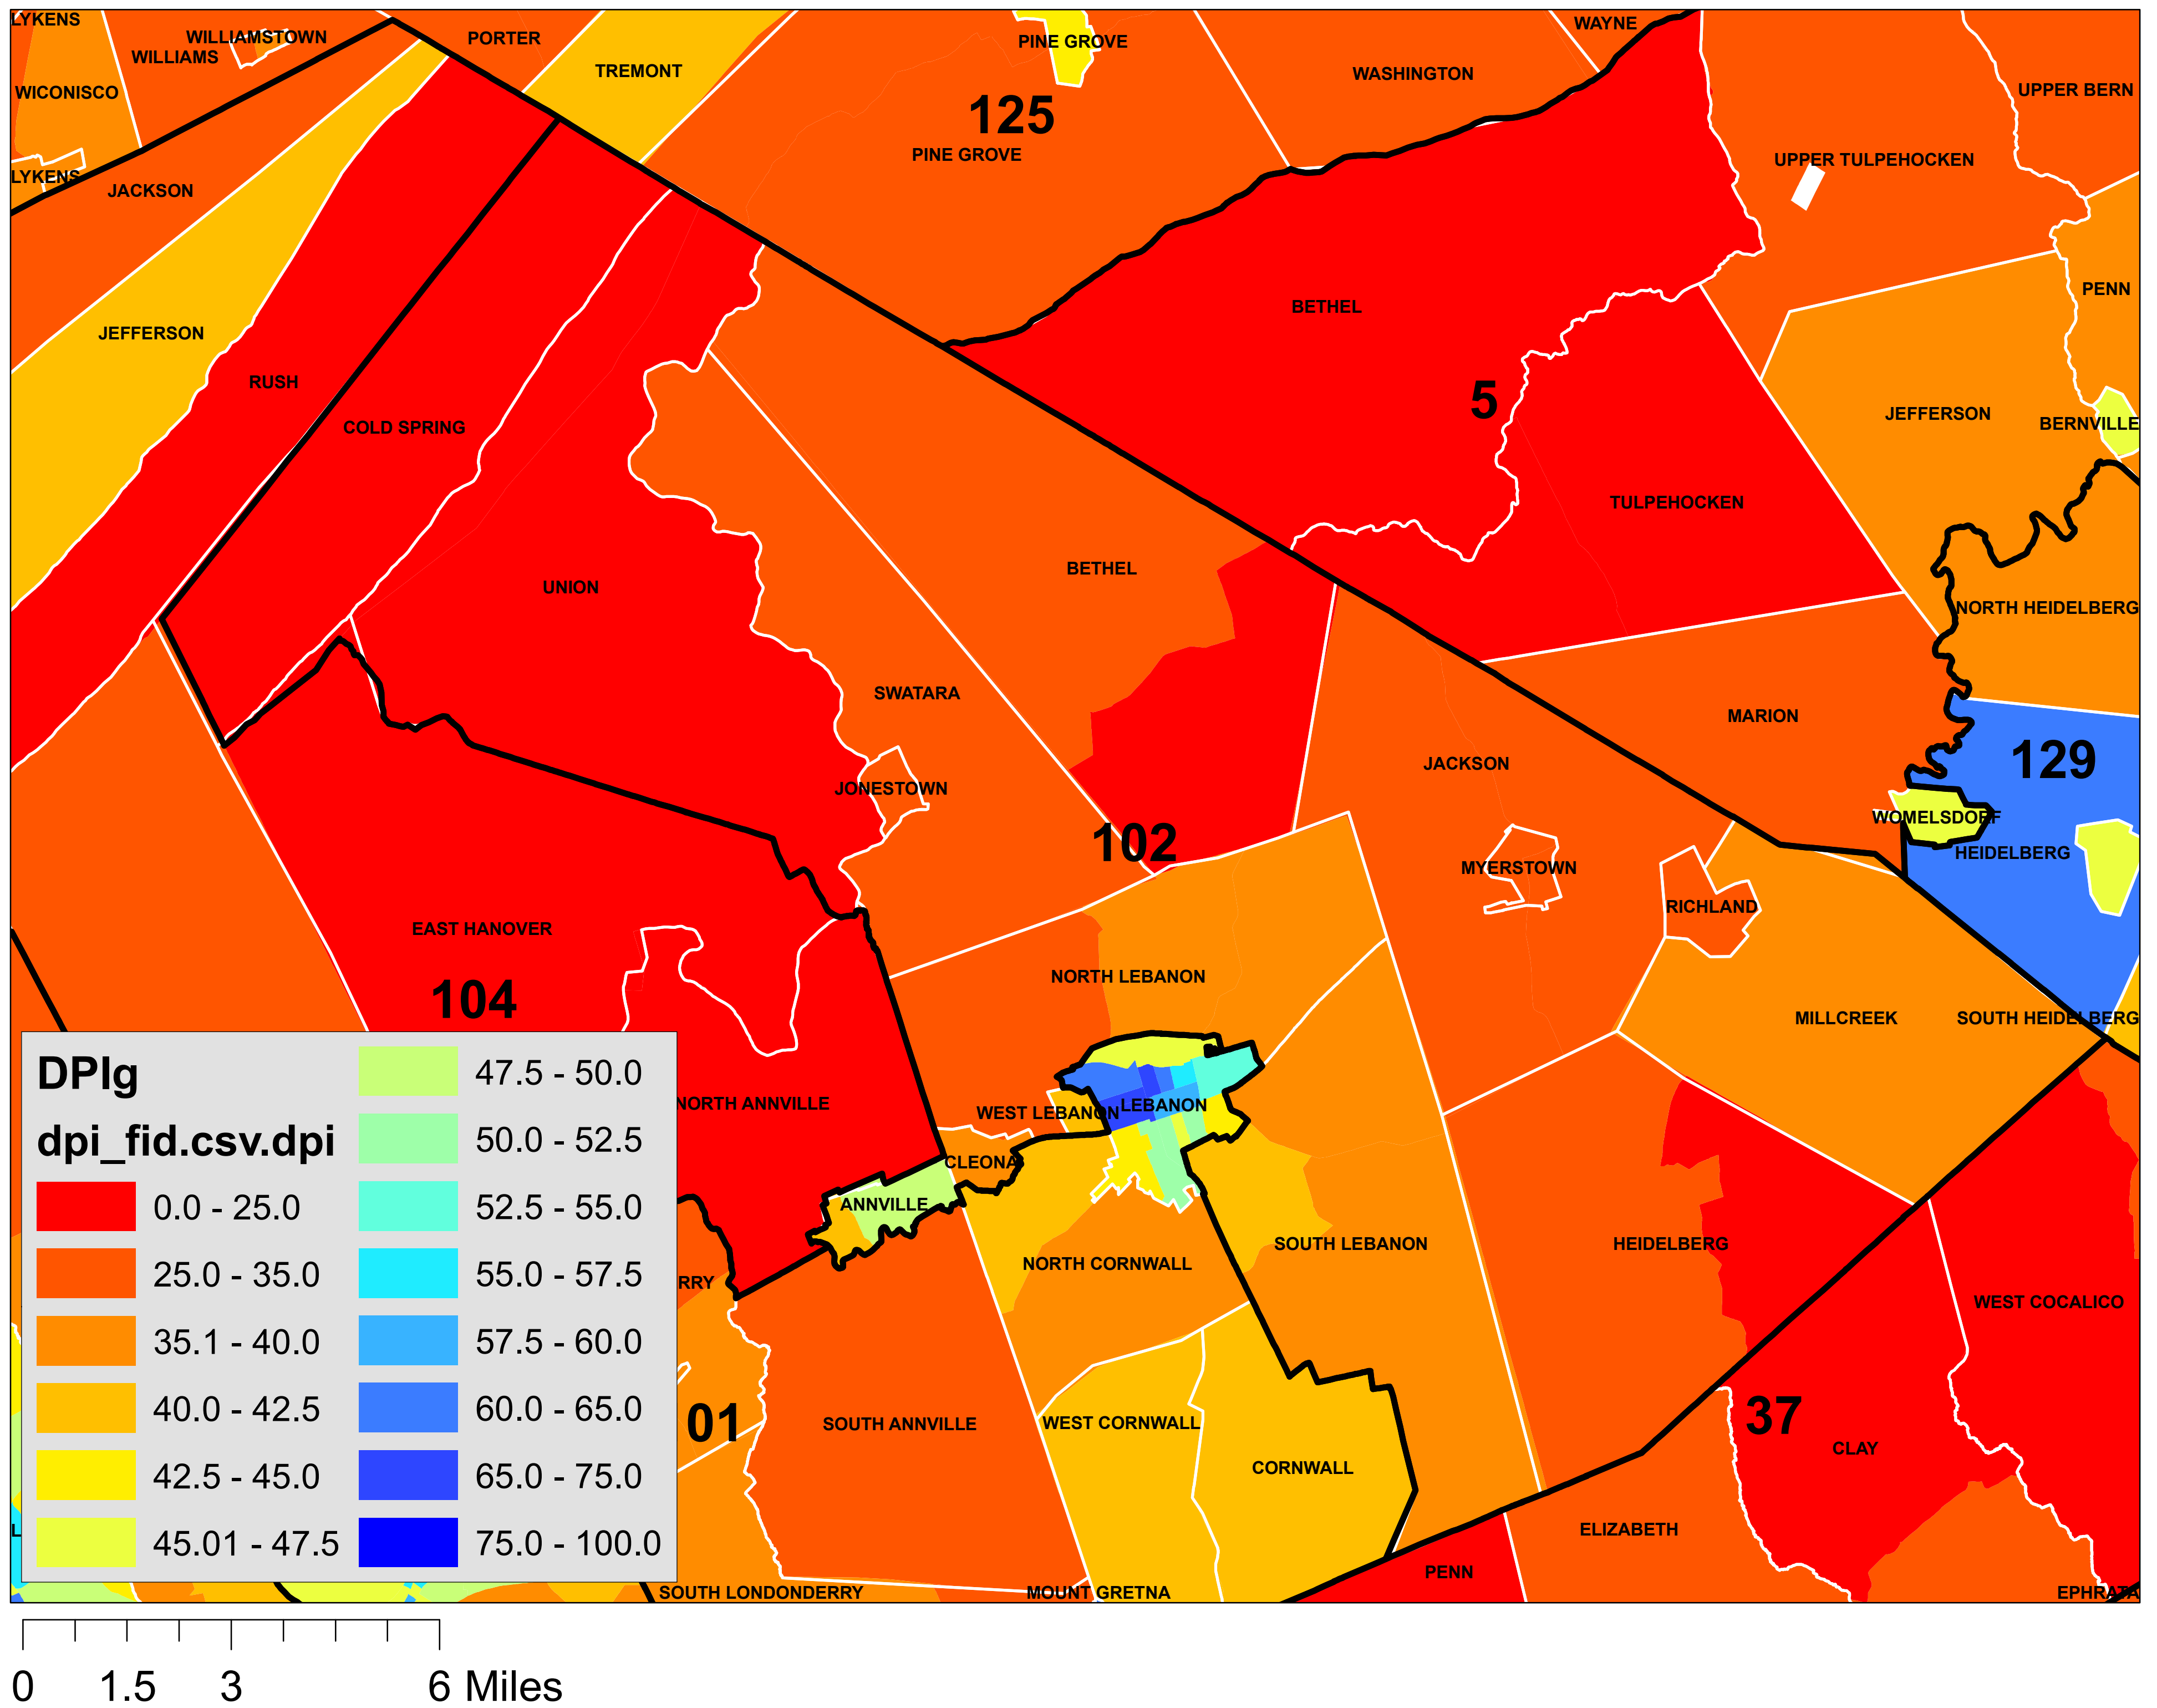 LYKENS
WILLIAMSTOWN
WILLIAMS
PORTER
TREMONT
PINE GROVE
WAYNE
WASHINGTON
WICONISCO
UPPER BERN
125
PINE GROVE
UPPER TULPEHOCKEN
LYKENS
JACKSON
PENN
BETHEL
JEFFERSON
RUSH
5
JEFFERSON
BERNVILLE
COLD SPRING
TULPEHOCKEN
BETHEL
UNION
NORTH HEIDELBERG
SWATARA
MARION
129
JACKSON
JONESTOWN
WOMELSDORF
102
HEIDELBERG
MYERSTOWN
RICHLAND
EAST HANOVER
NORTH LEBANON
104
MILLCREEK
SOUTH HEIDELBERG
NORTH ANNVILLE
WEST LEBANON
LEBANON
CLEONA
ANNVILLE
SOUTH LEBANON
HEIDELBERG
NORTH CORNWALL
RRY
WEST COCALICO
01
SOUTH ANNVILLE
WEST CORNWALL
37
CLAY
CORNWALL
ELIZABETH
L
PENN
SOUTH LONDONDERRY
MOUNT GRETNA
EPHRATA
DPIg
dpi_fid.csv.dpi
0.0 - 25.0
25.0 - 35.0
35.1 - 40.0
40.0 - 42.5
42.5 - 45.0
45.01 - 47.5
47.5 - 50.0
50.0 - 52.5
52.5 - 55.0
55.0 - 57.5
57.5 - 60.0
60.0 - 65.0
65.0 - 75.0
75.0 - 100.0
0 1.5 3 6 Miles